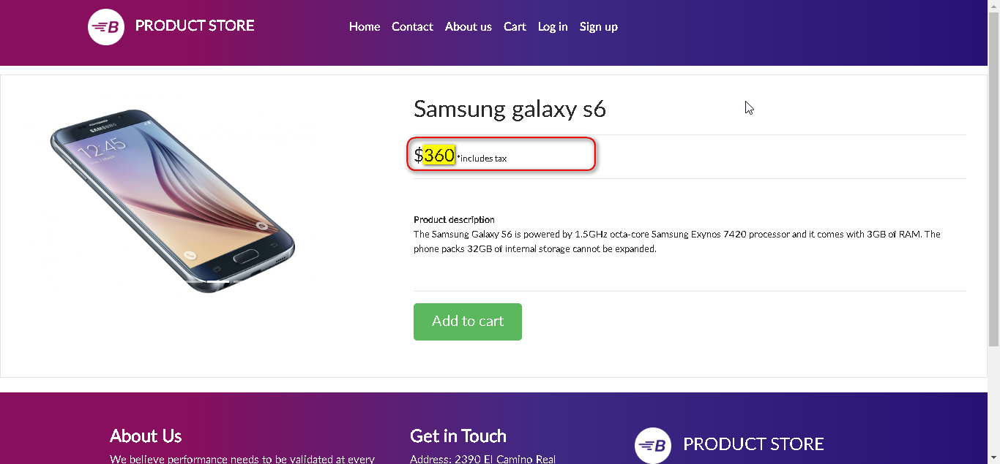 B PRODUCT STORE
Home Contact About us Cart Log in Sign up
SAMSUNG
12:45
Samsung galaxy s6
$360 *includes tax
Product description
The Samsung Galaxy S6 is powered by 1.5GHz octa-core Samsung Exynos 7420 processor and it comes with 3GB of RAM. The
phone packs 32GB of internal storage cannot be expanded.
Add to cart
About Us
We believe performance needs to be validated at every
Get in Touch
Address: 2390 El Camino Real
B PRODUCT STORE